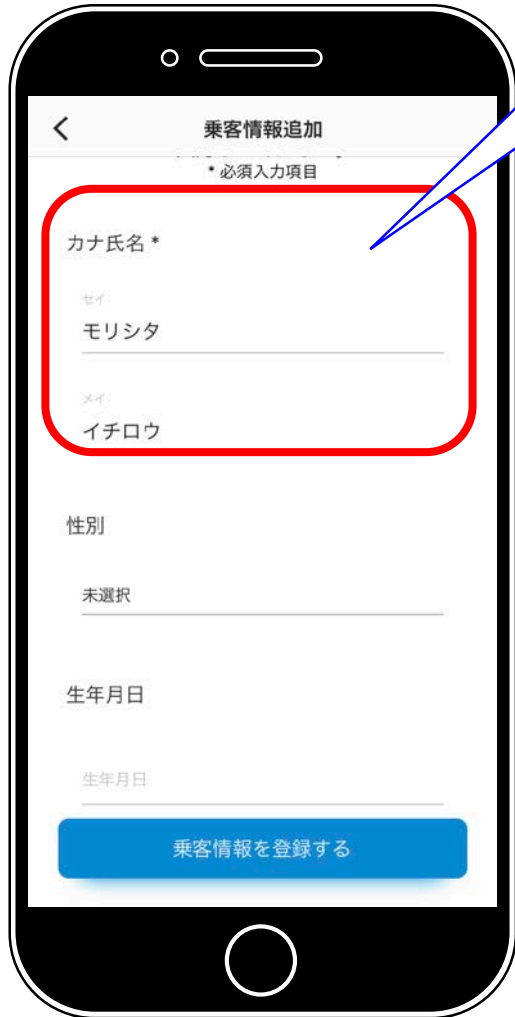 乗客情報追加
* 必須入力項目
カナ氏名 *
セイ
モリシタ
メイ
イチロウ
性別
未選択
生年月日
生年月日
乗客情報を登録する